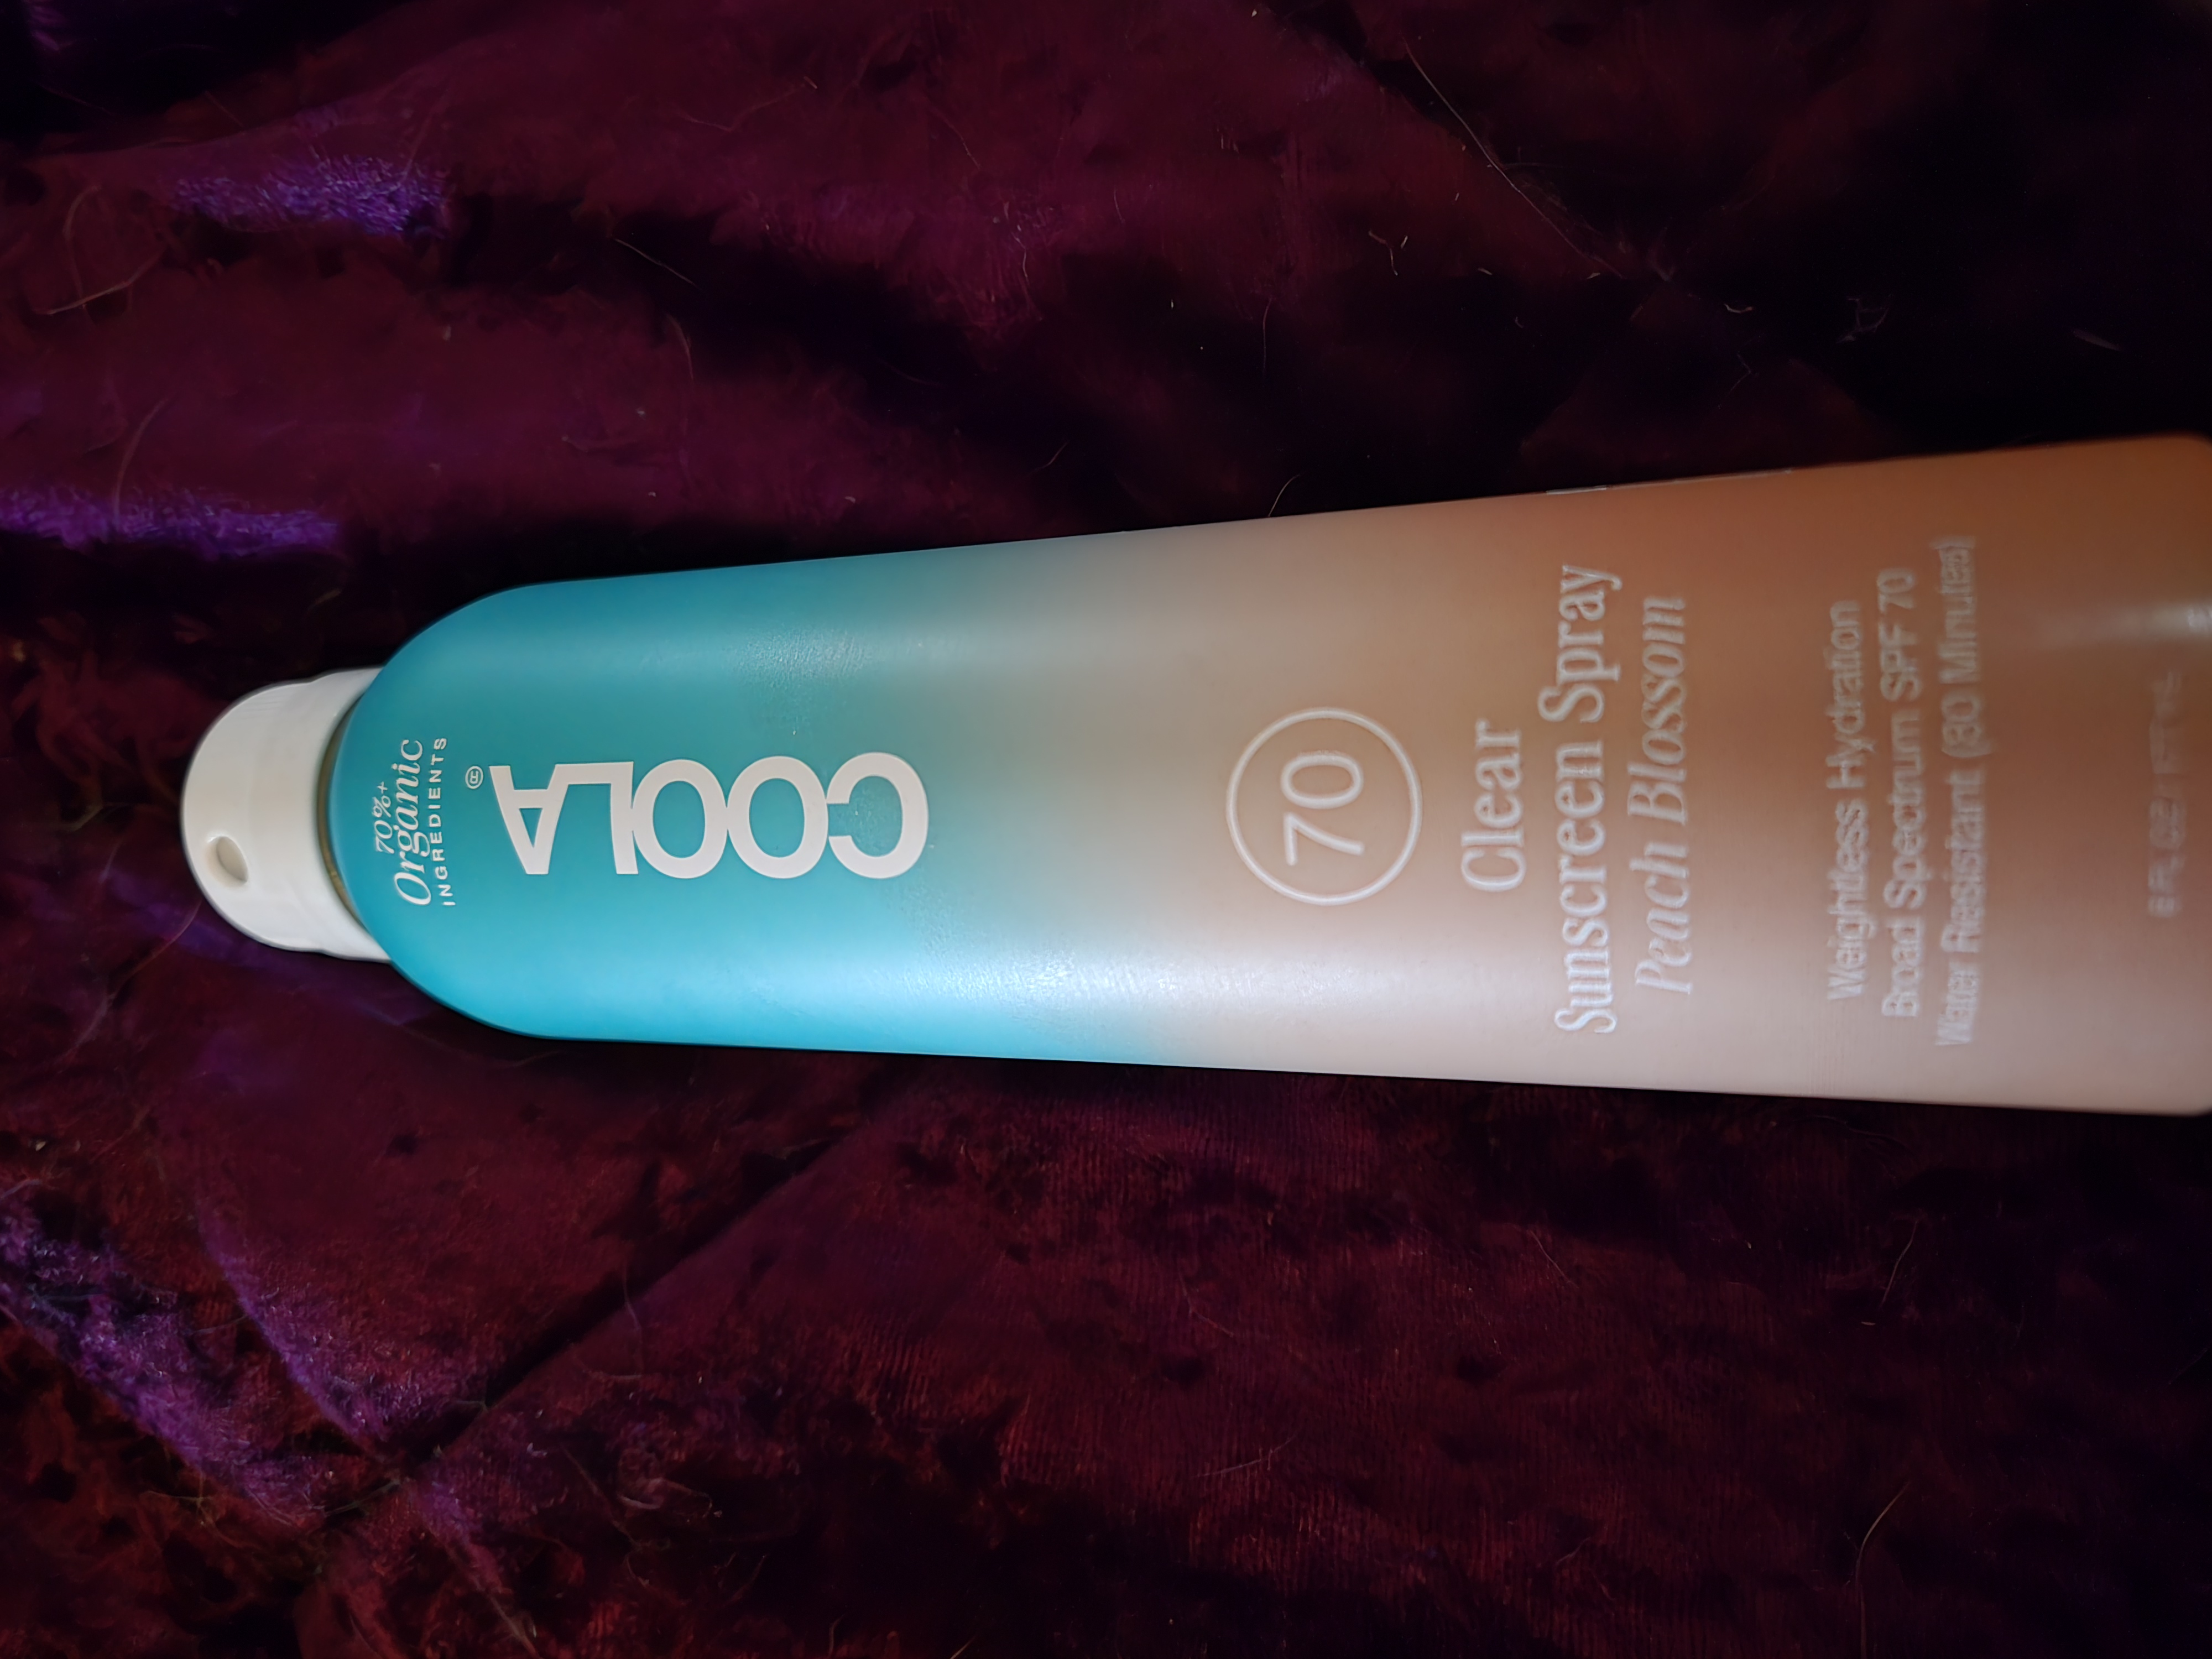 70%+
Organic
INGREDIENTS
COOLA®
70
Clear
Sunscreen Spray
Peach Blossom
Weightless Hydration
Broad Spectrum SPF 70
Water Resistant (80 Minutes)